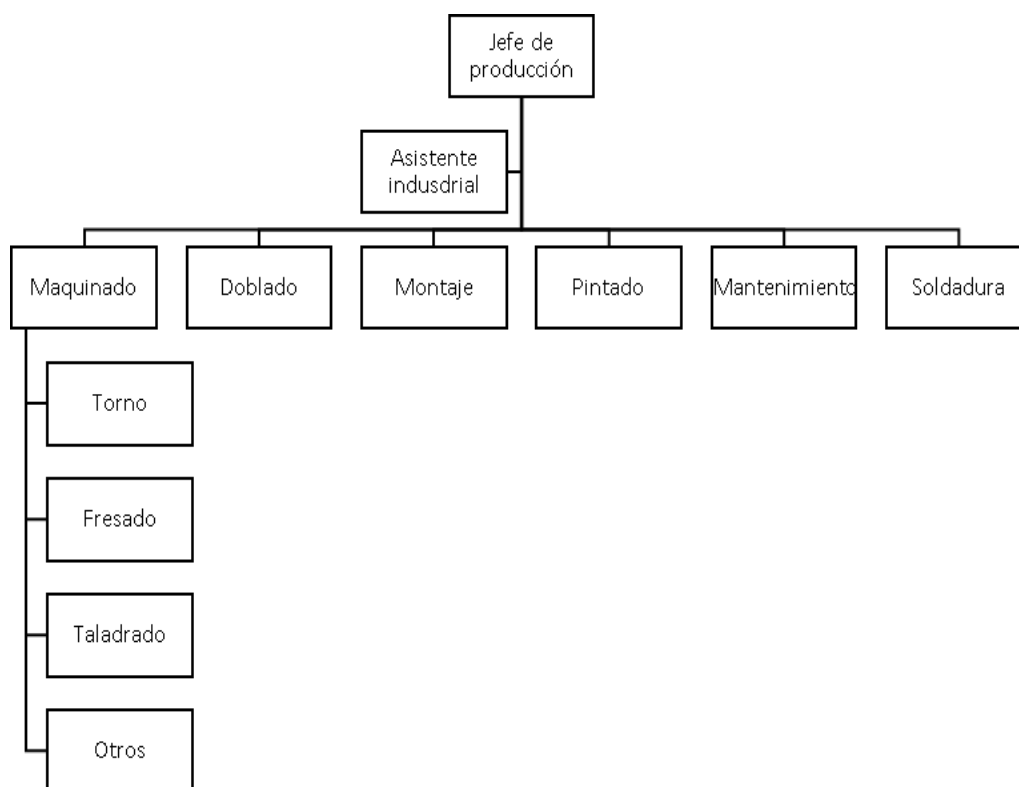 Jefe de
producción
Asistente
indusdrial
Maquinado
Doblado
Montaje
Pintado
Mantenimiento
Soldadura
Torno
Fresado
Taladrado
Otros